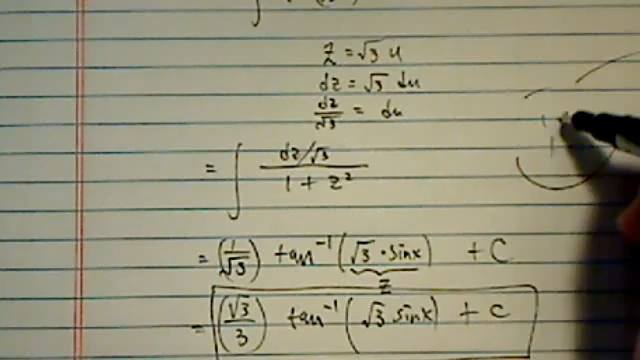 z = √3 u
dz = √3 du
dz/√3 = du
= ∫ (dz/√3)/(1 + z²)
= (1/√3) tan⁻¹(√3 · sinx) + C
z
= (√3/3) tan⁻¹(√3 sinx) + C